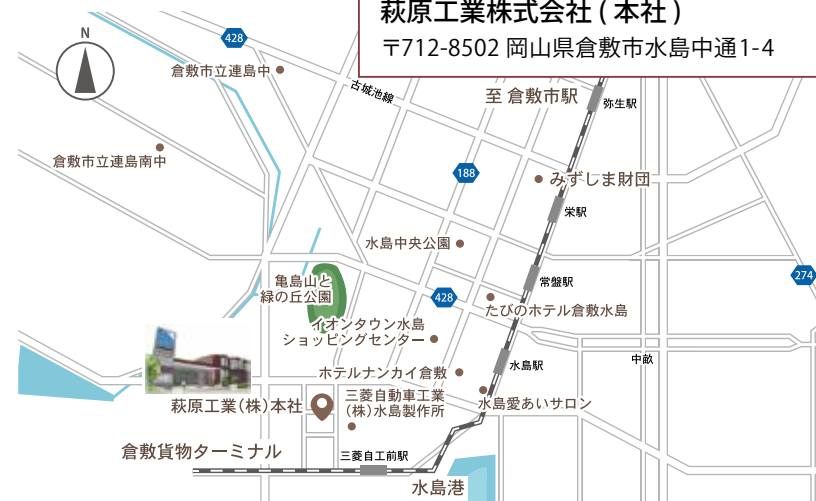 萩原工業株式会社 ( 本社 )
〒712-8502 岡山県倉敷市水島中通1-4
N
428
倉敷市立連島中
古城池線
至 倉敷市駅
弥生駅
倉敷市立連島南中
188
みずしま財団
栄駅
水島中央公園
274
亀島山と
緑の丘公園
常盤駅
428
たびのホテル倉敷水島
イオンタウン水島
ショッピングセンター
中畝
水島駅
ホテルナンカイ倉敷
三菱自動車工業
(株)水島製作所
水島愛あいサロン
萩原工業(株)本社
倉敷貨物ターミナル
三菱自工前駅
水島港